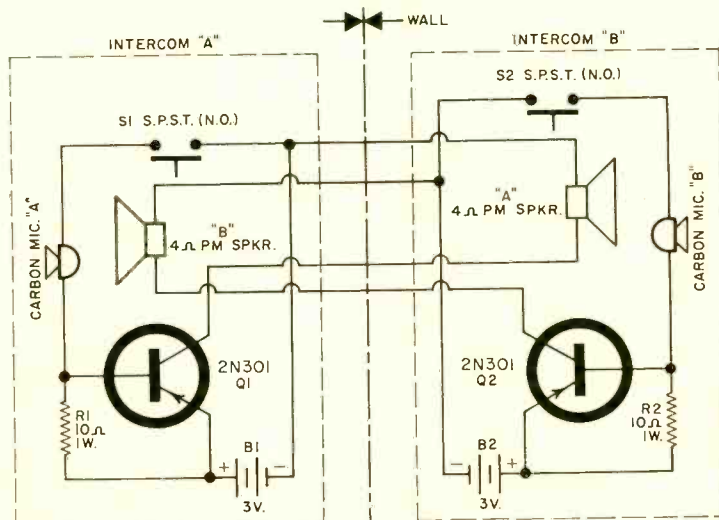 WALL
INTERCOM "A"
INTERCOM "B"
S2 S.P.S.T. (N.O.)
S1 S.P.S.T. (N.O.)
"A"
4Ω PM SPKR.
"B"
4Ω PM SPKR.
CARBON MIC. "A"
CARBON MIC. "B"
2N301
Q1
2N301
Q2
R1
10Ω
1W.
R2
10Ω
1W.
B1
+ -
3V.
B2
- +
3V.